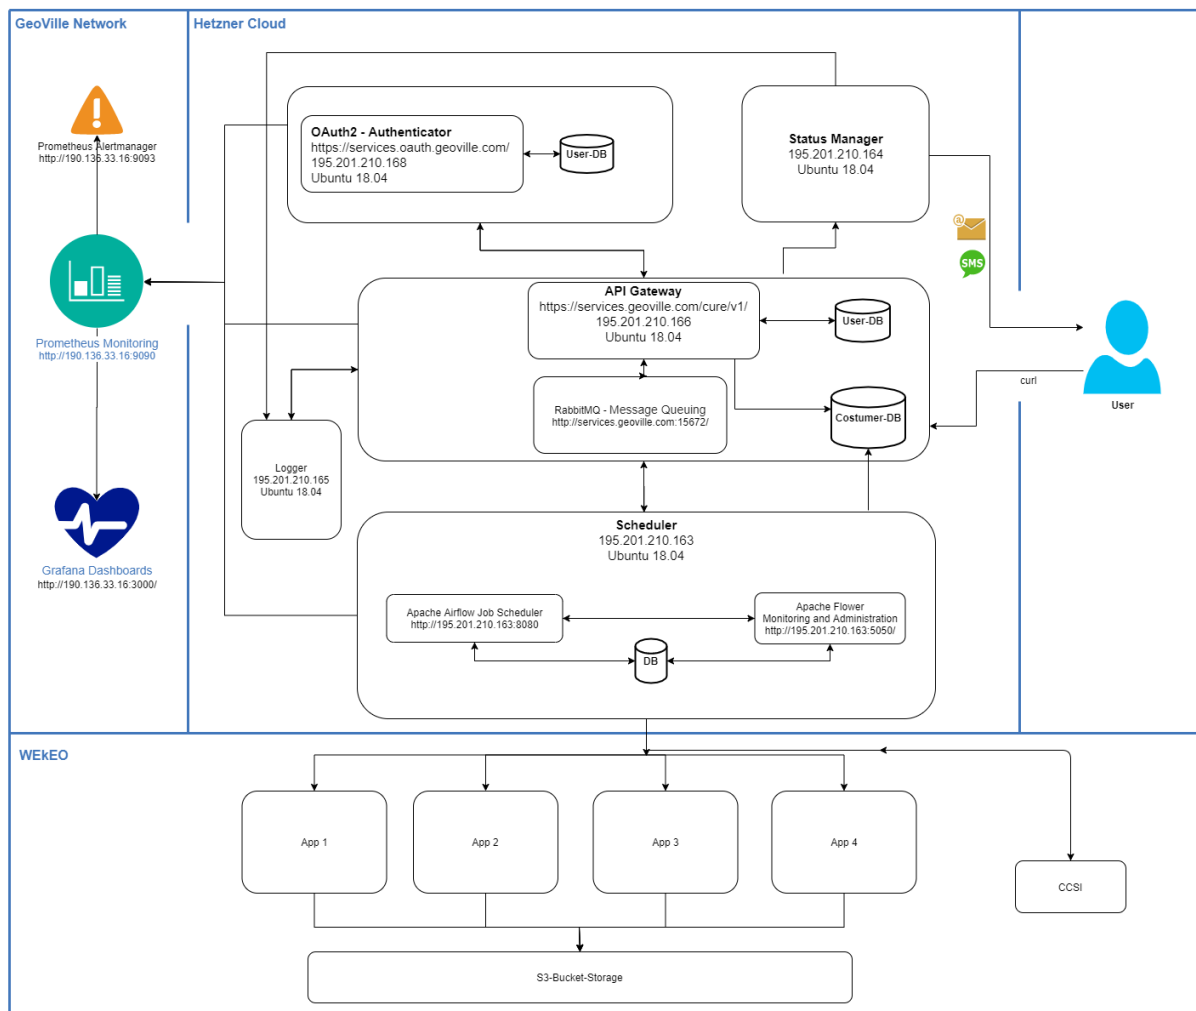 GeoVille Network
Hetzner Cloud
Prometheus Alertmanager
http://190.136.33.16:9093
OAuth2 - Authenticator
https://services.oauth.geoville.com/
195.201.210.168
Ubuntu 18.04
User-DB
Status Manager
195.201.210.164
Ubuntu 18.04
@
SMS
Prometheus Monitoring
http://190.136.33.16:9090
API Gateway
https://services.geoville.com/cure/v1/
195.201.210.166
Ubuntu 18.04
User-DB
RabbitMQ - Message Queuing
http://services.geoville.com:15672/
Costumer-DB
curl
User
Logger
195.201.210.165
Ubuntu 18.04
Grafana Dashboards
http://190.136.33.16:3000/
Scheduler
195.201.210.163
Ubuntu 18.04
Apache Airflow Job Scheduler
http://195.201.210.163:8080
Apache Flower
Monitoring and Administration
http://195.201.210.163:5050/
DB
WEkEO
App 1
App 2
App 3
App 4
CCSI
S3-Bucket-Storage